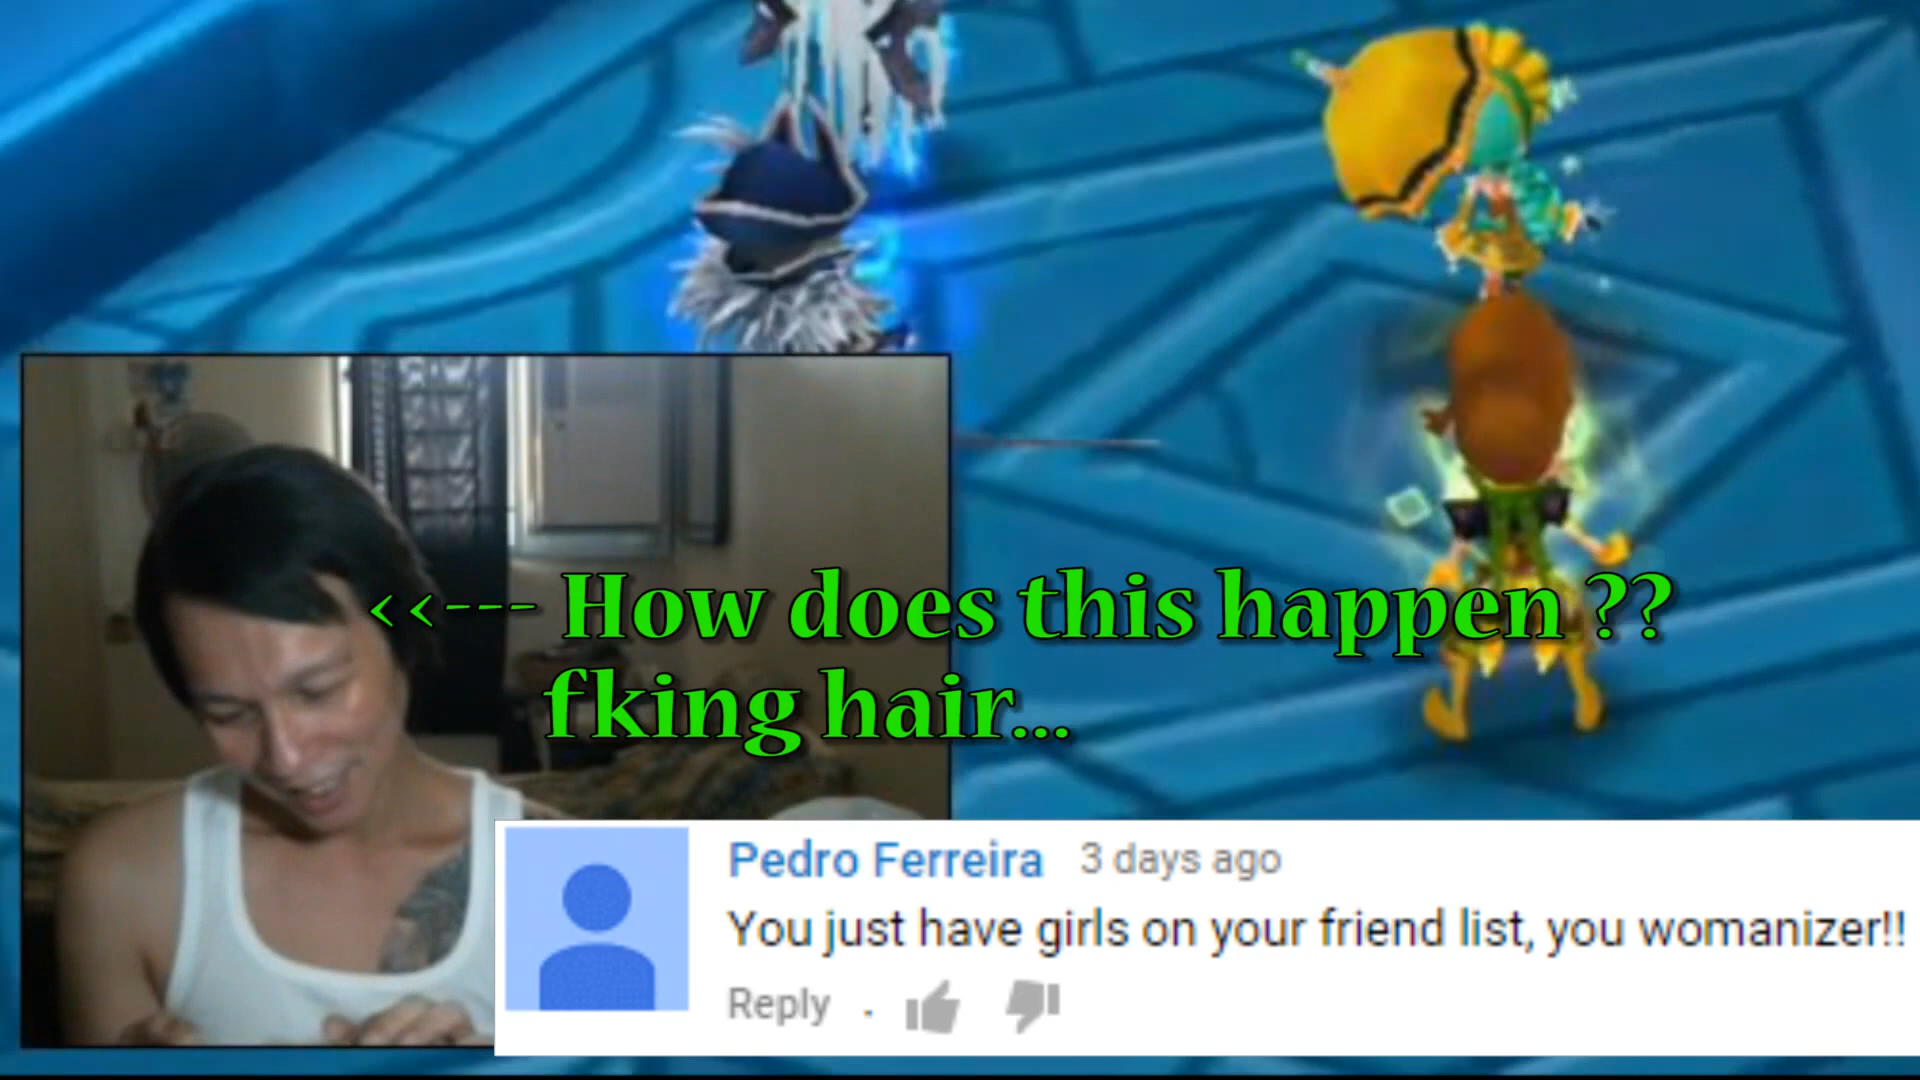 <<--- How does this happen ??
fking hair...
Pedro Ferreira 3 days ago
You just have girls on your friend list, you womanizer!!
Reply .